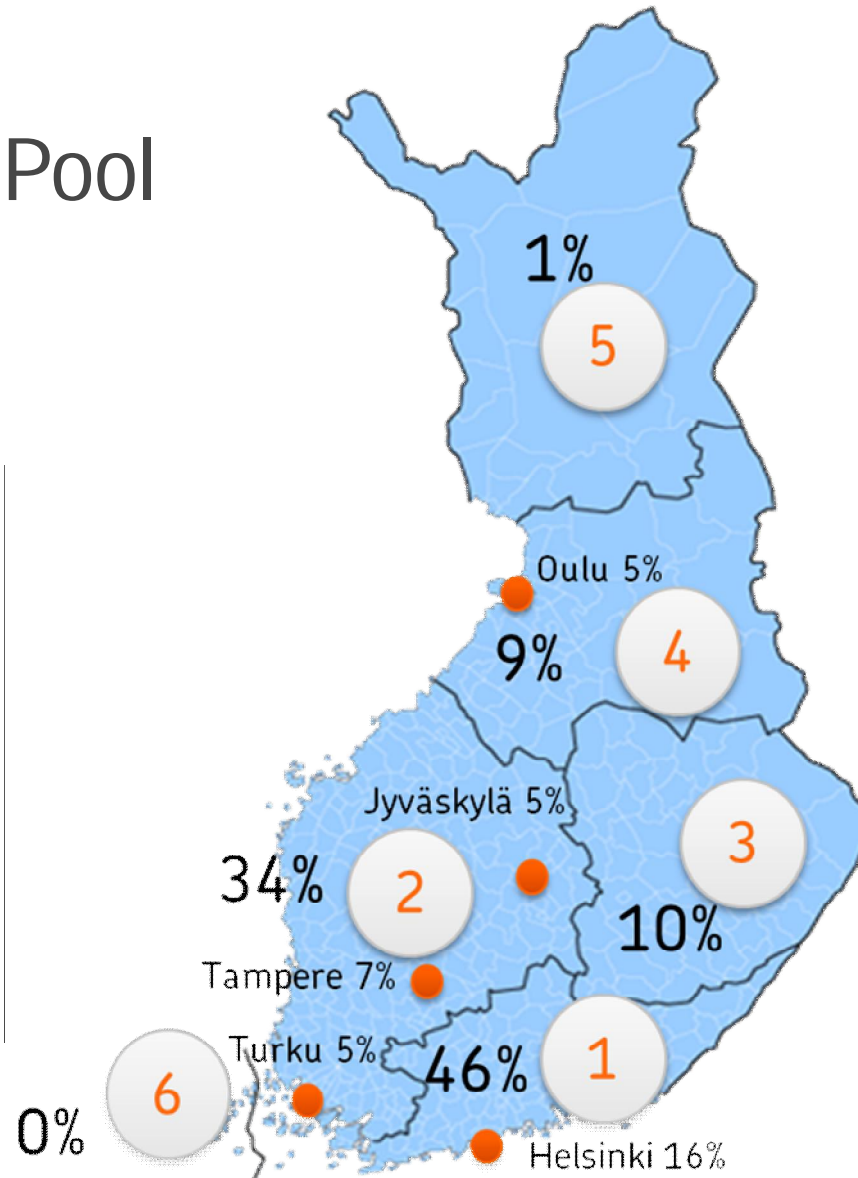 Pool
1%
5
Oulu 5%
4
9%
Jyväskylä 5%
3
34%
2
10%
Tampere 7%
Turku 5%
46%
1
6
0%
Helsinki 16%